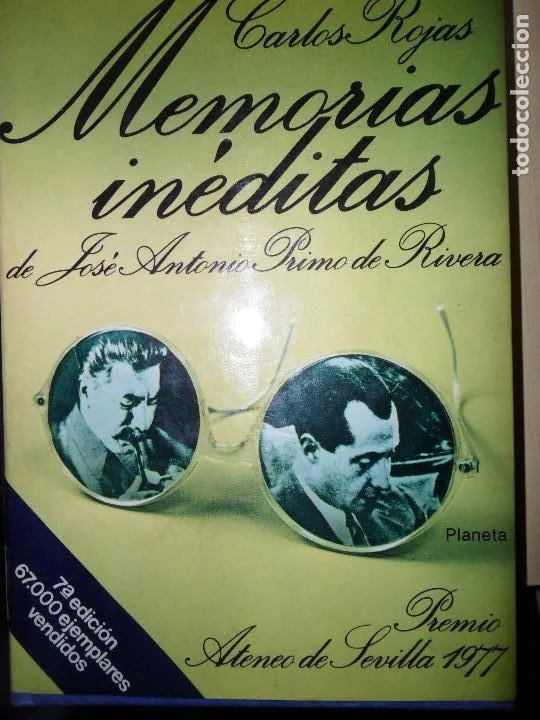 Carlos Rojas
Memorias
inéditas
de José Antonio Primo de Rivera
Planeta
7ª edición
67.000 ejemplares
vendidos
Premio
Ateneo de Sevilla 1977
todocoleccion